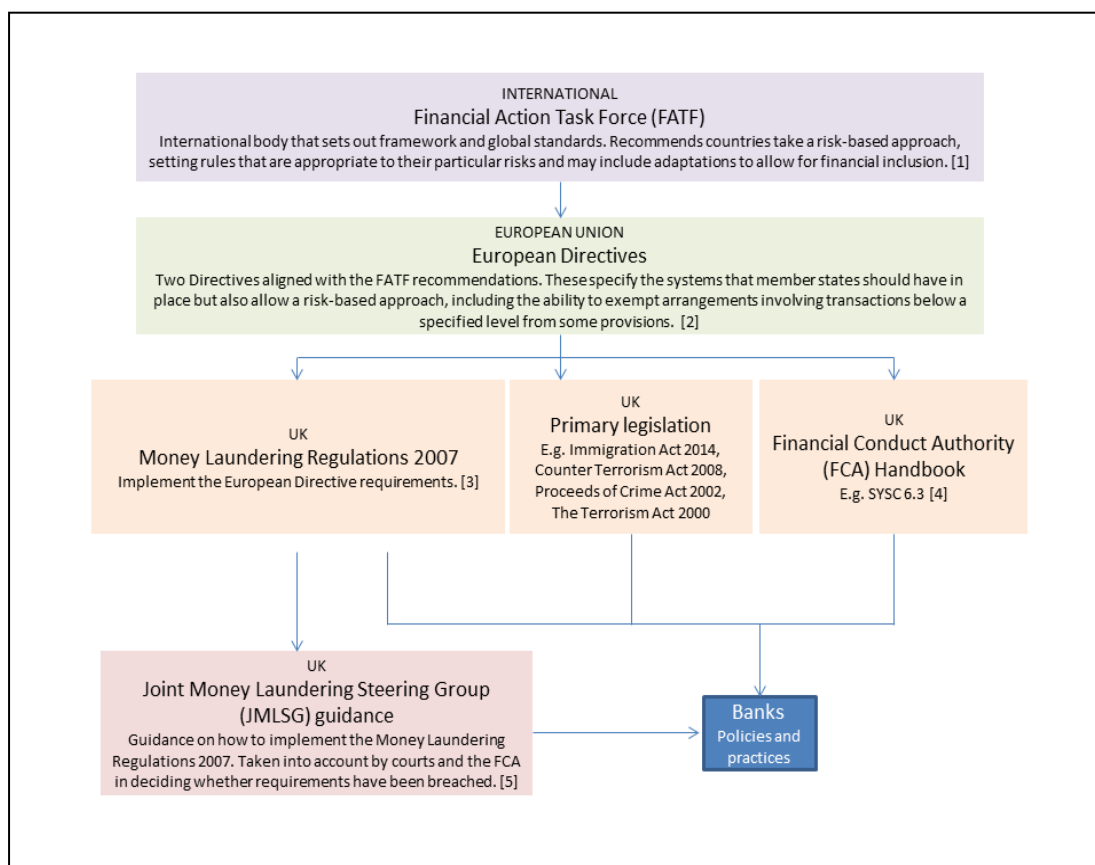 INTERNATIONAL
Financial Action Task Force (FATF)
International body that sets out framework and global standards. Recommends countries take a risk-based approach,
setting rules that are appropriate to their particular risks and may include adaptations to allow for financial inclusion. [1]
EUROPEAN UNION
European Directives
Two Directives aligned with the FATF recommendations. These specify the systems that member states should have in
place but also allow a risk-based approach, including the ability to exempt arrangements involving transactions below a
specified level from some provisions. [2]
UK
Money Laundering Regulations 2007
Implement the European Directive requirements. [3]
UK
Primary legislation
E.g. Immigration Act 2014,
Counter Terrorism Act 2008,
Proceeds of Crime Act 2002,
The Terrorism Act 2000
UK
Financial Conduct Authority
(FCA) Handbook
E.g. SYSC 6.3 [4]
UK
Joint Money Laundering Steering Group
(JMLSG) guidance
Guidance on how to implement the Money Laundering
Regulations 2007. Taken into account by courts and the FCA
in deciding whether requirements have been breached. [5]
Banks
Policies and
practices